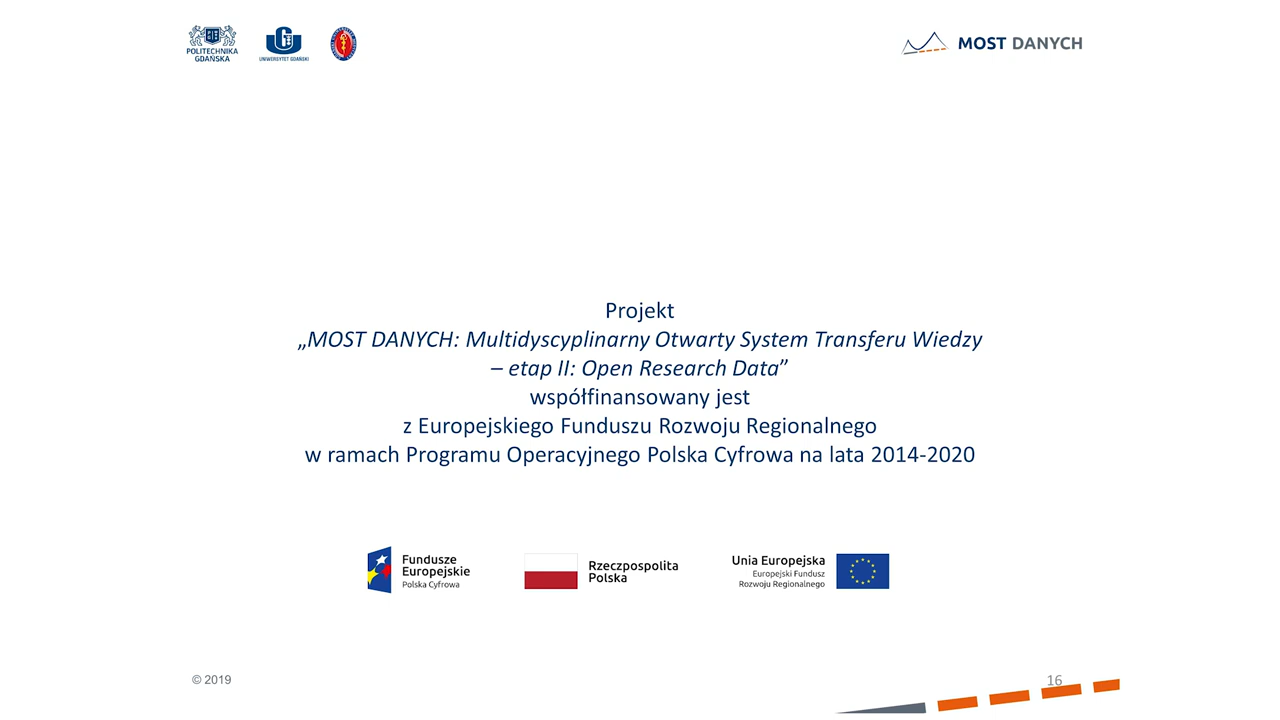 POLITECHNIKA
GDAŃSKA
UNIWERSYTET GDAŃSKI
MOST DANYCH
Projekt
„MOST DANYCH: Multidyscyplinarny Otwarty System Transferu Wiedzy
– etap II: Open Research Data”
współfinansowany jest
z Europejskiego Funduszu Rozwoju Regionalnego
w ramach Programu Operacyjnego Polska Cyfrowa na lata 2014-2020
Fundusze
Europejskie
Polska Cyfrowa
Rzeczpospolita
Polska
Unia Europejska
Europejski Fundusz
Rozwoju Regionalnego
© 2019
16